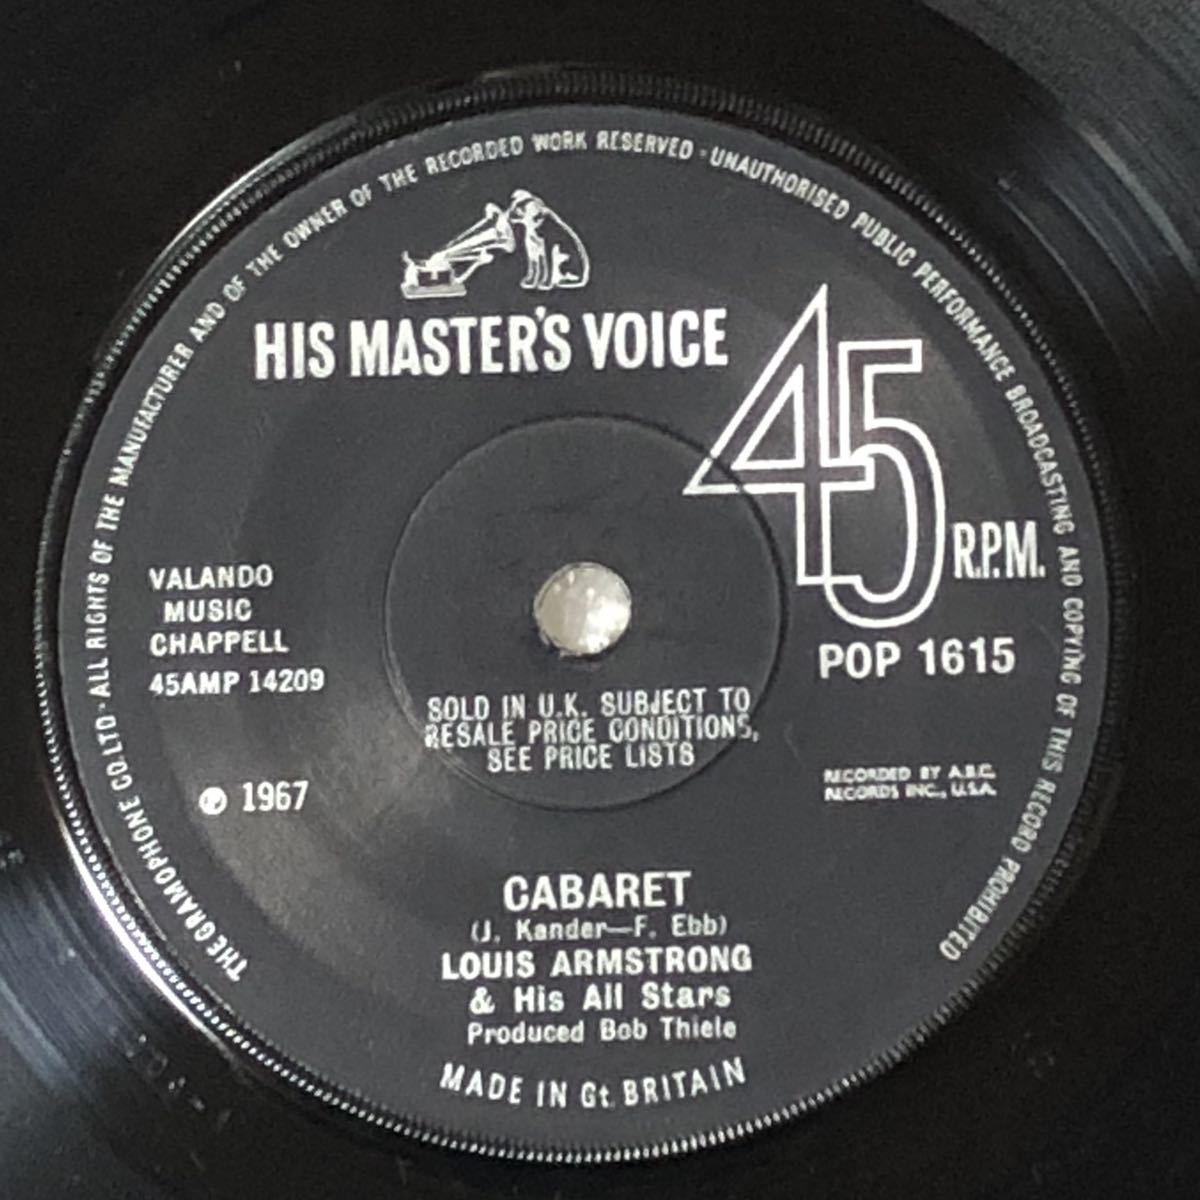 THE GRAMOPHONE CO. LTD · ALL RIGHTS OF THE MANUFACTURER AND OF THE OWNER OF THE RECORDED WORK RESERVED · UNAUTHORISED PUBLIC PERFORMANCE BROADCASTING AND COPYING OF THIS RECORD PROHIBITED
HIS MASTER'S VOICE
45
R.P.M.
VALANDO
MUSIC
CHAPPELL
45AMP 14209
POP 1615
SOLD IN U.K. SUBJECT TO
RESALE PRICE CONDITIONS,
SEE PRICE LISTS
RECORDED BY A.B.C.
RECORDS INC., U.S.A.
℗ 1967
CABARET
(J. Kander—F. Ebb)
LOUIS ARMSTRONG
& His All Stars
Produced Bob Thiele
MADE IN Gt. BRITAIN